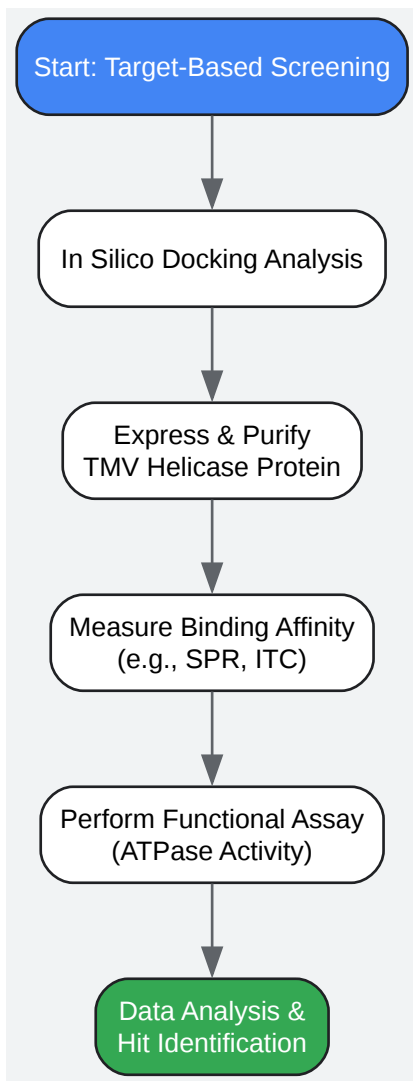 Start: Target-Based Screening
In Silico Docking Analysis
Express & Purify
TMV Helicase Protein
Measure Binding Affinity
(e.g., SPR, ITC)
Perform Functional Assay
(ATPase Activity)
Data Analysis &
Hit Identification